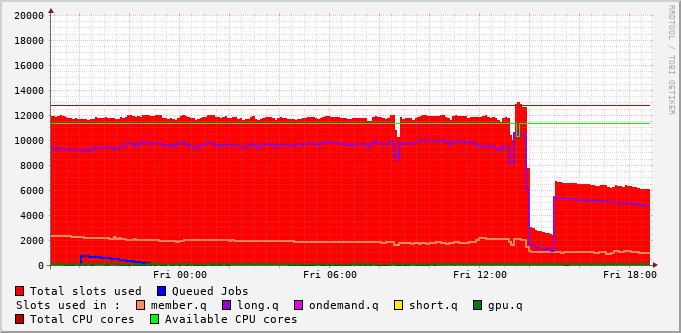 20000
18000
16000
14000
12000
10000
8000
6000
4000
2000
0
Fri 00:00 Fri 06:00 Fri 12:00 Fri 18:00
RRDTOOL / TOBI OETIKER
Total slots used Queued Jobs
Slots used in : member.q long.q ondemand.q short.q gpu.q
Total CPU cores Available CPU cores